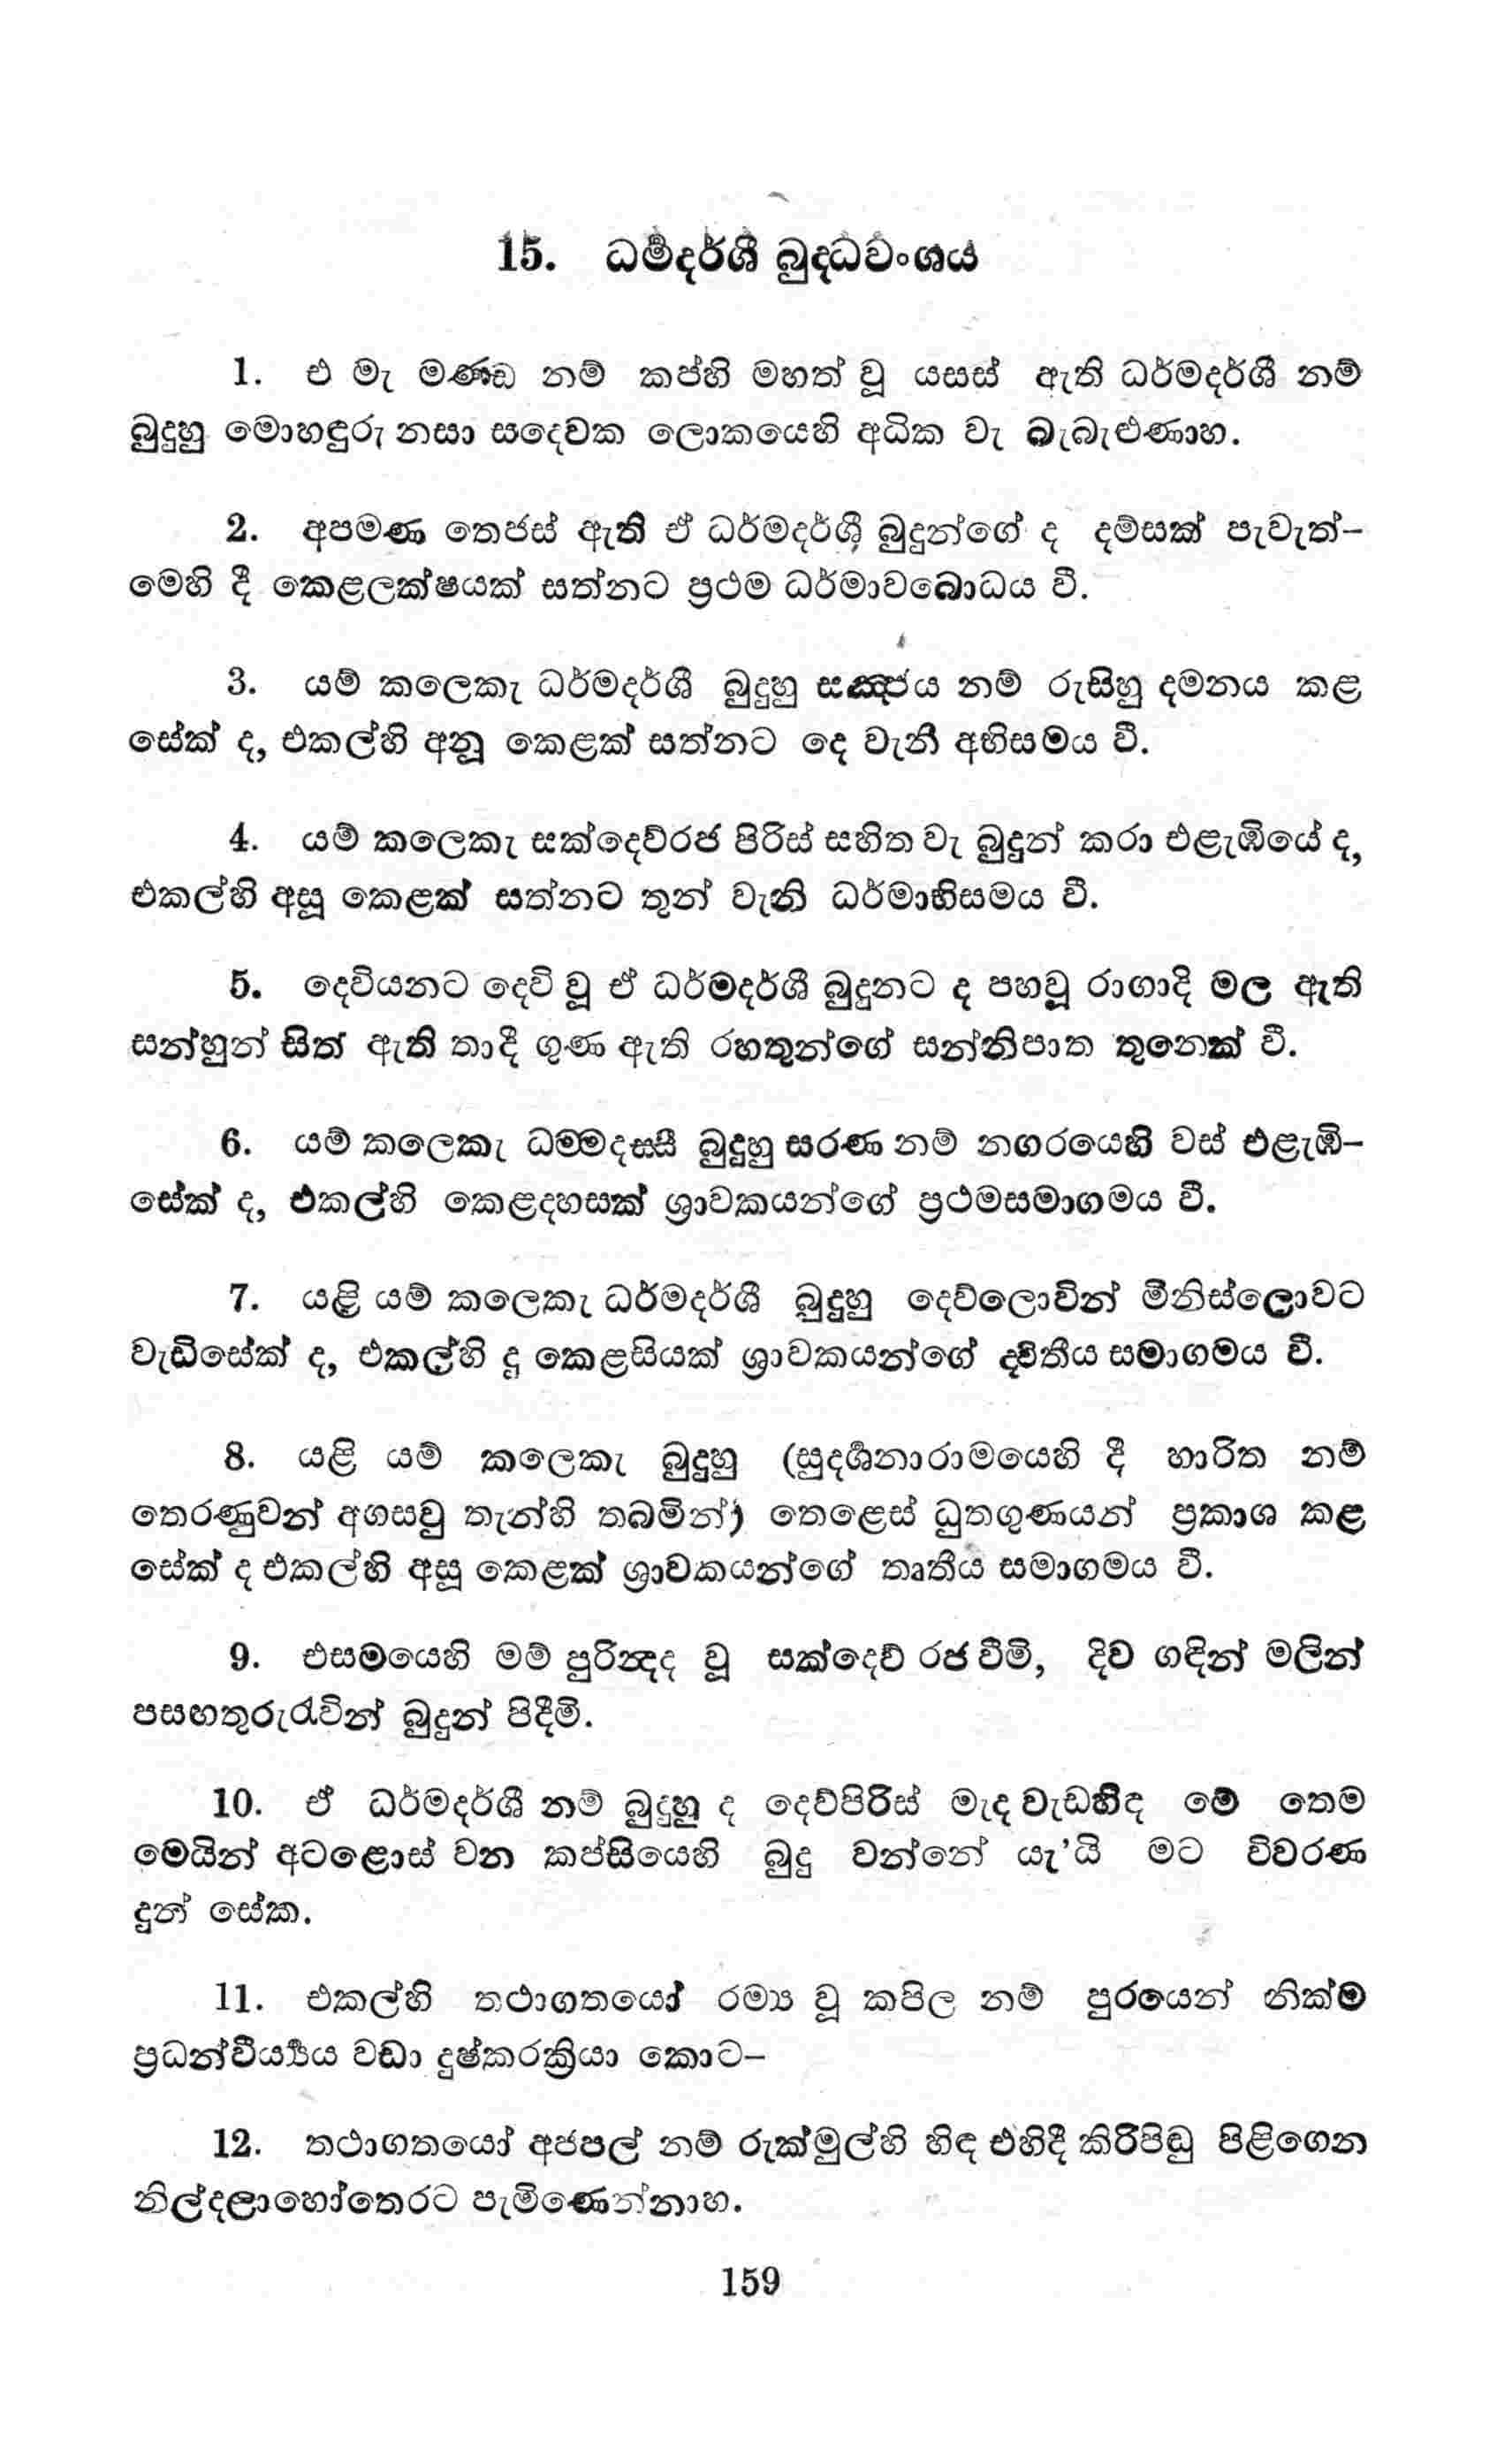 15. ධර්‍මදර්ශී බුද්ධවංශය
1. එ මැ මණ්ඩ නම් කප්හි මහත් වූ යසස් ඇති ධර්මදර්ශී නම්
බුදුහු මොහඳුරු නසා සදෙවක ලොකයෙහි අධික වැ බැබැළුණාහ.
2. අපමණ තෙජස් ඇති ඒ ධර්මදර්ශී බුදුන්ගේ ද දම්සක් පැවැත්-
මෙහි දී කෙළලක්ෂයක් සත්නට ප්‍රථම ධර්මාවබොධය වී.
3. යම් කලෙකැ ධර්මදර්ශී බුදුහු සඤ්ජය නම් රුසිහු දමනය කළ
සේක් ද, එකල්හි අනූ කෙළක් සත්නට දෙ වැනි අභිසමය වී.
4. යම් කලෙකැ සක්දෙව්රජ පිරිස් සහිත වැ බුදුන් කරා එළැඹියේ ද,
එකල්හි අසූ කෙළක් සත්නට තුන් වැනි ධර්මාභිසමය වී.
5. දෙවියනට දෙවි වූ ඒ ධර්මදර්ශී බුදුනට ද පහවූ රාගාදි මල ඇති
සන්හුන් සිත් ඇති තාදී ගුණ ඇති රහතුන්ගේ සන්නිපාත තුනෙක් වී.
6. යම් කලෙකැ ධම්මදස්සී බුදුහු සරණ නම් නගරයෙහි වස් එළැඹි-
සේක් ද, එකල්හි කෙළදහසක් ශ්‍රාවකයන්ගේ ප්‍රථමසමාගමය වී.
7. යළි යම් කලෙකැ ධර්මදර්ශී බුදුහු දෙව්ලොවින් මිනිස්ලොවට
වැඩිසේක් ද, එකල්හි දු කෙළසියක් ශ්‍රාවකයන්ගේ ද්විතීය සමාගමය වී.
8. යළි යම් කලෙකැ බුදුහු (සුදර්‍ශනාරාමයෙහි දී හාරිත නම්
තෙරණුවන් අගසවු තැන්හි තබමින්) තෙළෙස් ධුතගුණයන් ප්‍රකාශ කළ
සේක් ද එකල්හි අසූ කෙළක් ශ්‍රාවකයන්ගේ තෘතීය සමාගමය වී.
9. එසමයෙහි මම් පුරින්දද වූ සක්දෙව් රජ වීමි, දිව ගඳින් මලින්
පසඟතුරුරැවින් බුදුන් පිදීමි.
10. ඒ ධර්මදර්ශී නම් බුදුහු ද දෙව්පිරිස් මැද වැඩහිඳ මේ තෙම
මෙයින් අටළොස් වන කප්සියෙහි බුදු වන්නේ යැ’යි මට විවරණ
දුන් සේක.
11. එකල්හි තථාගතයෝ රම්‍ය වූ කපිල නම් පුරයෙන් නික්ම
ප්‍රධන්වීර්‍ය්‍යය වඩා දුෂ්කරක්‍රියා කොට-
12. තථාගතයෝ අජපල් නම් රුක්මුල්හි හිඳ එහිදී කිරිපිඬු පිළිගෙන
නිල්දලාහෝතෙරට පැමිණෙන්නාහ.
159